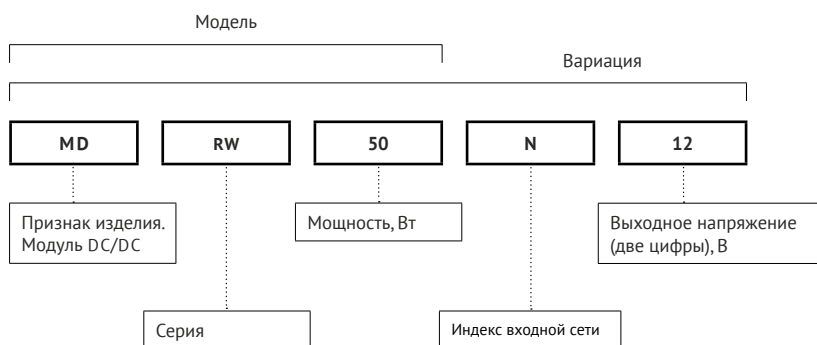 Модель
Вариация
MD RW 50 N 12
Признак изделия.
Модуль DC/DC
Мощность, Вт
Выходное напряжение
(две цифры), В
Серия
Индекс входной сети